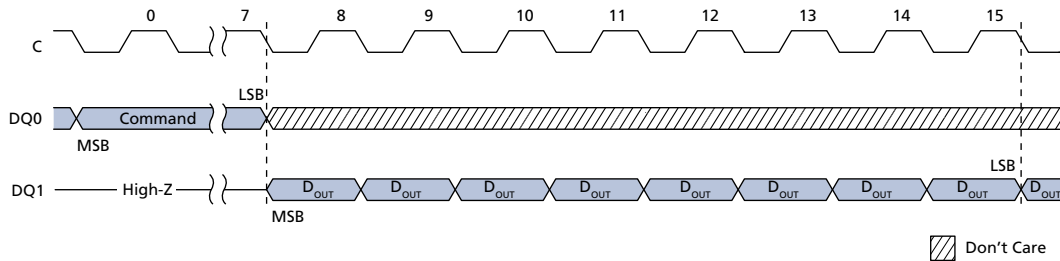 0 7 8 9 10 11 12 13 14 15
C
LSB
DQ0 Command
MSB
LSB
DQ1 High-Z DOUT DOUT DOUT DOUT DOUT DOUT DOUT DOUT DOUT
MSB
Don't Care